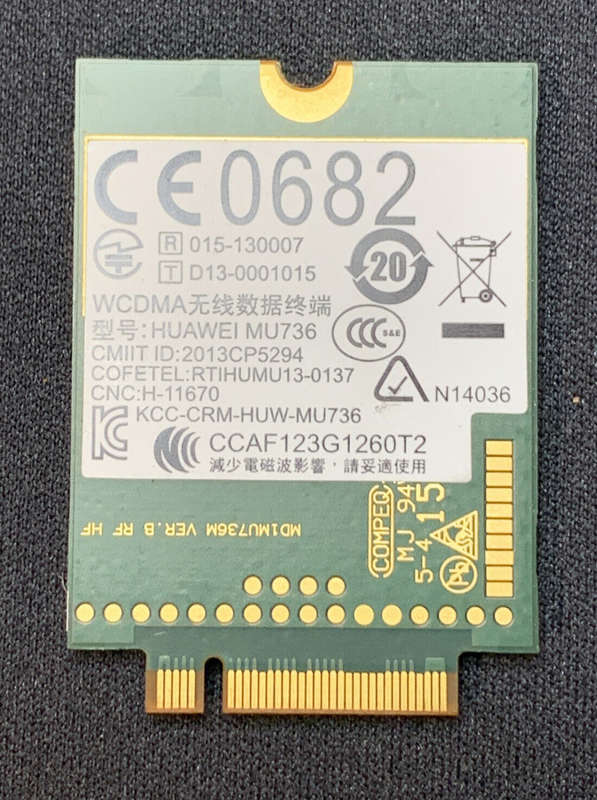 CE0682
R 015-130007
T D13-0001015
20
WCDMA无线数据终端
型号:HUAWEI MU736
S&E
CMIIT ID:2013CP5294
COFETEL:RTIHUMU13-0137
CNC:H-11670
N14036
KCC-CRM-HUW-MU736
CCAF123G1260T2
減少電磁波影響，請妥適使用
MD1MU736M VER.B RF HF
COMPEQ
MJ 94
5-4
15
Pb